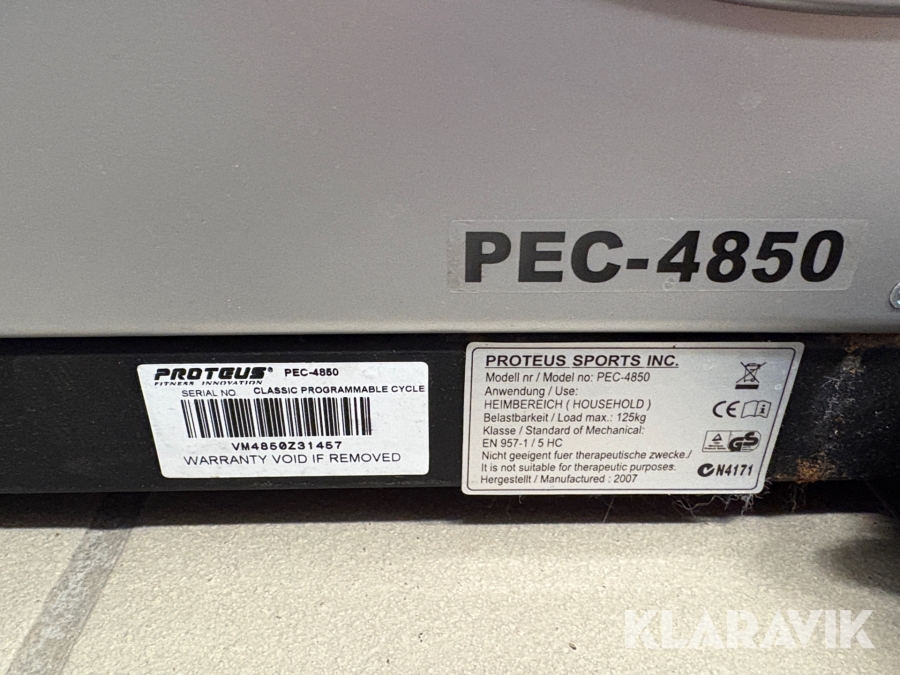 PEC-4850
PROTEUS® PEC-4850
FITNESS INNOVATION
SERIAL NO. CLASSIC PROGRAMMABLE CYCLE
VM4850Z31457
WARRANTY VOID IF REMOVED
PROTEUS SPORTS INC.
Modell nr / Model no: PEC-4850
Anwendung / Use:
HEIMBEREICH ( HOUSEHOLD )
Belastbarkeit / Load max.: 125kg
Klasse / Standard of Mechanical:
EN 957-1 / 5 HC
Nicht geeignet fuer therapeutische zwecke./
It is not suitable for therapeutic purposes.
Hergestellt / Manufactured : 2007
CE
GS
N4171
KLARAVIK